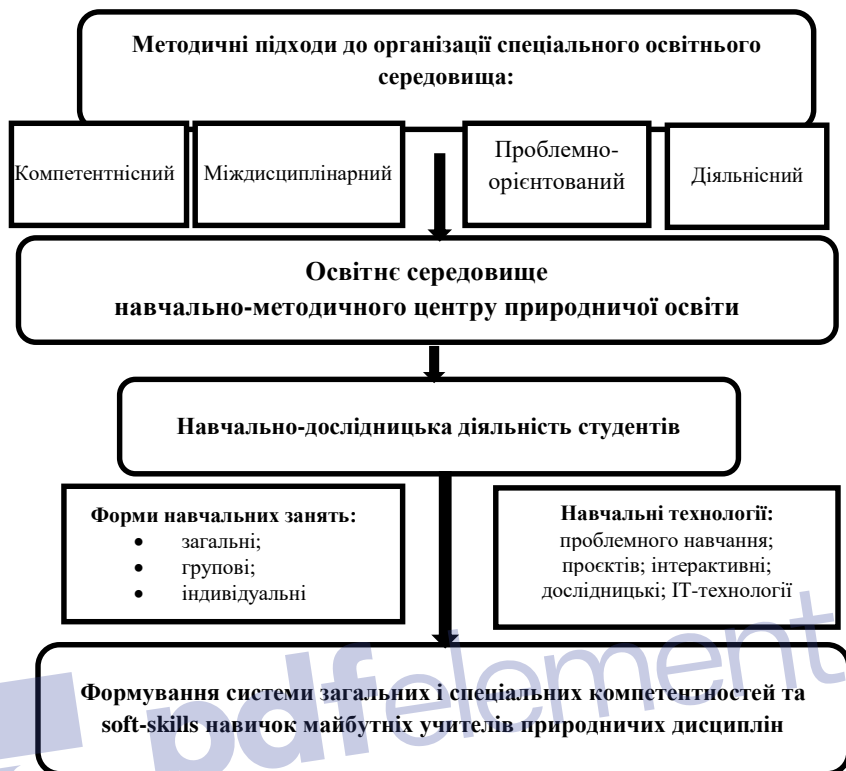 Методичні підходи до організації спеціального освітнього
середовища:
Компетентнісний
Міждисциплінарний
Проблемно-
орієнтований
Діяльнісний
Освітнє середовище
навчально-методичного центру природничої освіти
Навчально-дослідницька діяльність студентів
Форми навчальних занять:
• загальні;
• групові;
• індивідуальні
Навчальні технології:
проблемного навчання;
проєктів; інтерактивні;
дослідницькі; ІТ-технології
Формування системи загальних і спеціальних компетентностей та
soft-skills навичок майбутніх учителів природничих дисциплін
pdfelement